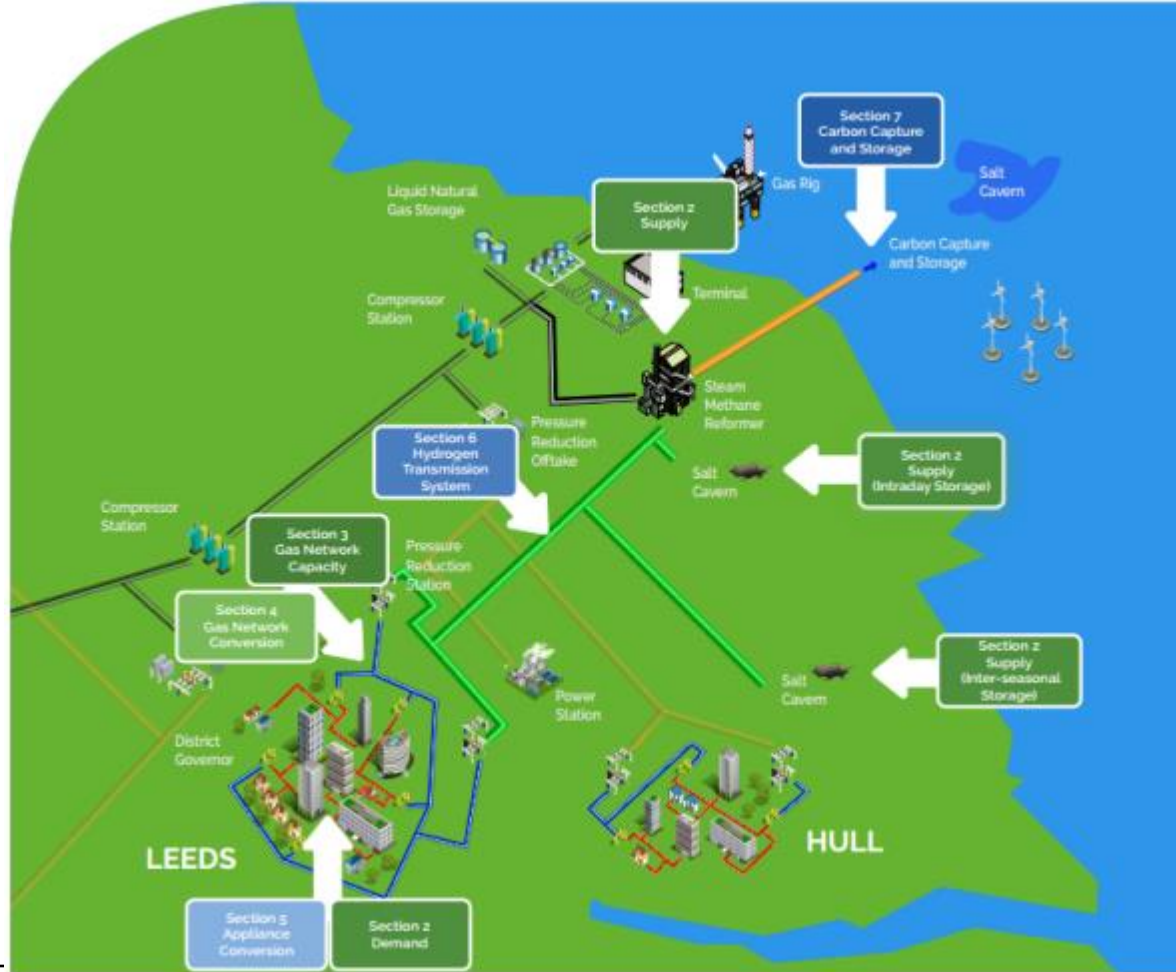 Section 7
Carbon Capture
and Storage
Salt
Cavern
Gas Rig
Liquid Natural
Gas Storage
Section 2
Supply
Carbon Capture
and Storage
Terminal
Compressor
Station
Steam
Methane
Reformer
Pressure
Reduction
Offtake
Section 6
Hydrogen
Transmission
System
Salt
Cavern
Section 2
Supply
(Intraday Storage)
Compressor
Station
Section 3
Gas Network
Capacity
Pressure
Reduction
Station
Section 4
Gas Network
Conversion
Section 2
Supply
(Inter-seasonal
Storage)
Salt
Cavern
Power
Station
District
Governor
LEEDS
HULL
Section 5
Appliance
Conversion
Section 2
Demand